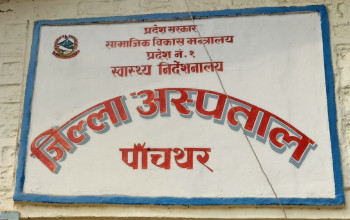 प्रदेश सरकार
सामाजिक विकास मन्त्रालय
प्रदेश नं. १
स्वास्थ्य निर्देशनालय
जिल्ला अस्पताल
पाँचथर